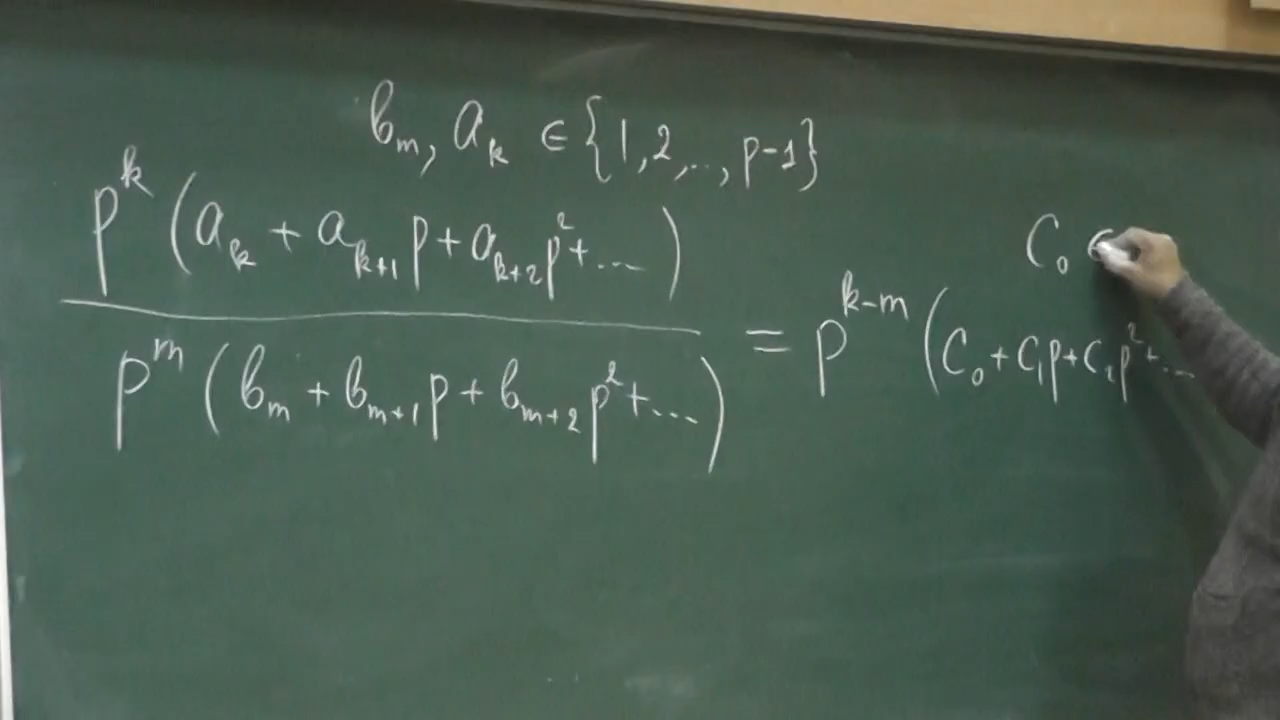 b_m, a_k ∈ {1, 2, ..., p-1}
p^k (a_k + a_{k+1} p + a_{k+2} p^2 + ...)
p^m (b_m + b_{m+1} p + b_{m+2} p^2 + ...)
= p^{k-m} (c_0 + c_1 p + c_2 p^2 + ...
c_0 ∈